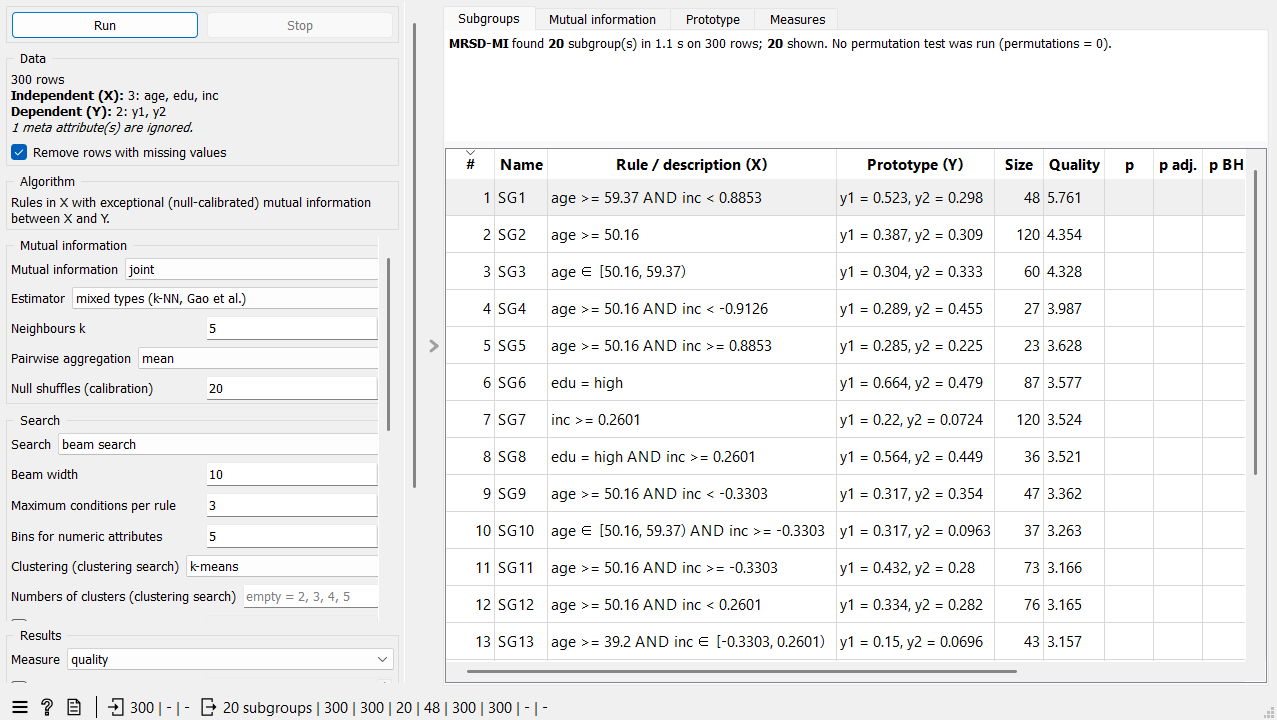 Run
Stop
Data
300 rows
Independent (X): 3: age, edu, inc
Dependent (Y): 2: y1, y2
1 meta attribute(s) are ignored.
Remove rows with missing values
Algorithm
Rules in X with exceptional (null-calibrated) mutual information
between X and Y.
Mutual information
Mutual information joint
Estimator mixed types (k-NN, Gao et al.)
Neighbours k 5
Pairwise aggregation mean
Null shuffles (calibration) 20
Search
Search beam search
Beam width 10
Maximum conditions per rule 3
Bins for numeric attributes 5
Clustering (clustering search) k-means
Numbers of clusters (clustering search) empty = 2, 3, 4, 5
Results
Measure quality
Subgroups Mutual information Prototype Measures
MRSD-MI found 20 subgroup(s) in 1.1 s on 300 rows; 20 shown. No permutation test was run (permutations = 0).
# Name Rule / description (X) Prototype (Y) Size Quality p p adj. p BH
1 SG1 age >= 59.37 AND inc < 0.8853 y1 = 0.523, y2 = 0.298 48 5.761
2 SG2 age >= 50.16 y1 = 0.387, y2 = 0.309 120 4.354
3 SG3 age ∈ [50.16, 59.37) y1 = 0.304, y2 = 0.333 60 4.328
4 SG4 age >= 50.16 AND inc < -0.9126 y1 = 0.289, y2 = 0.455 27 3.987
5 SG5 age >= 50.16 AND inc >= 0.8853 y1 = 0.285, y2 = 0.225 23 3.628
6 SG6 edu = high y1 = 0.664, y2 = 0.479 87 3.577
7 SG7 inc >= 0.2601 y1 = 0.22, y2 = 0.0724 120 3.524
8 SG8 edu = high AND inc >= 0.2601 y1 = 0.564, y2 = 0.449 36 3.521
9 SG9 age >= 50.16 AND inc < -0.3303 y1 = 0.317, y2 = 0.354 47 3.362
10 SG10 age ∈ [50.16, 59.37) AND inc >= -0.3303 y1 = 0.317, y2 = 0.0963 37 3.263
11 SG11 age >= 50.16 AND inc >= -0.3303 y1 = 0.432, y2 = 0.28 73 3.166
12 SG12 age >= 50.16 AND inc < 0.2601 y1 = 0.334, y2 = 0.282 76 3.165
13 SG13 age >= 39.2 AND inc ∈ [-0.3303, 0.2601) y1 = 0.15, y2 = 0.0696 43 3.157
300 | - | - 20 subgroups | 300 | 300 | 20 | 48 | 300 | 300 | - | -